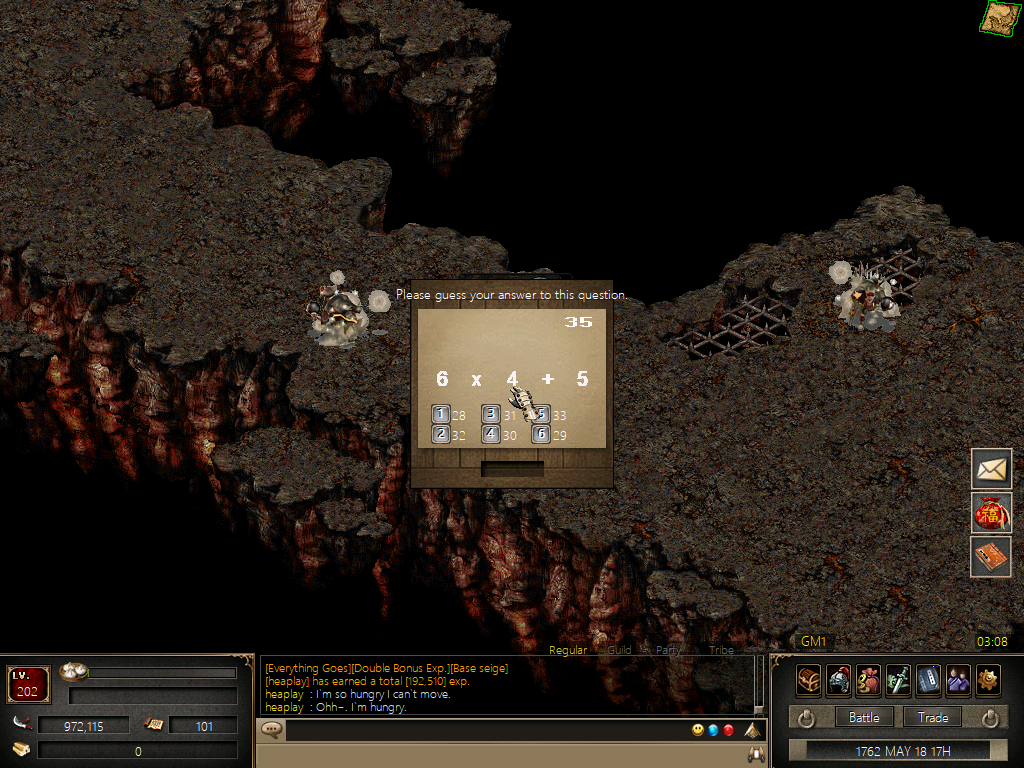 Please guess your answer to this question.
35
6 x 4 + 5
1 28 3 31 5 33
2 32 4 30 6 29
福
GM1 03:08
Regular Guild Party Tribe
LV.
202
[Everything Goes][Double Bonus Exp.][Base seige]
[heaplay] has earned a total [192,510] exp.
heaplay : I'm so hungry I can't move.
heaplay : Ohh~. I'm hungry.
972,115 101
0
Battle Trade
1762 MAY 18 17H